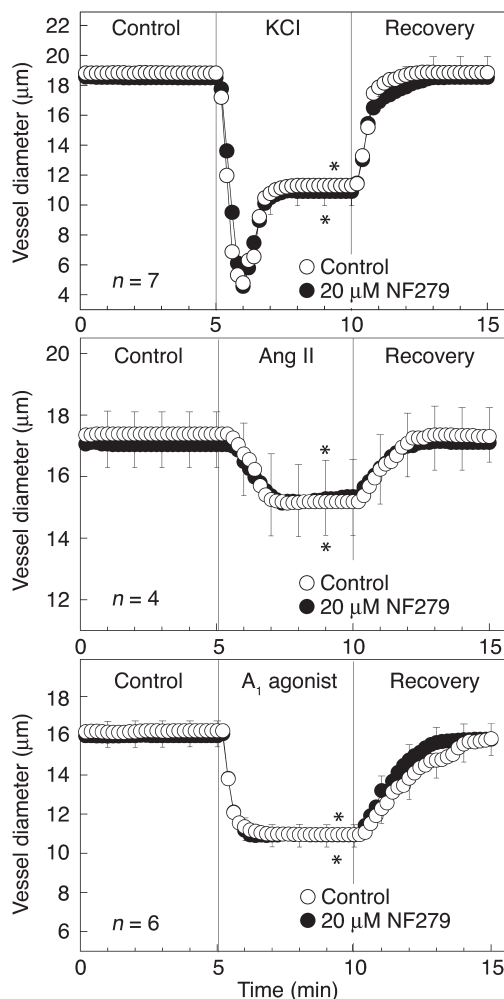 Control KCl Recovery
22
20
18
16
14
12
10
8
6
4
Vessel diameter (μm)
*
*
Control
20 μM NF279
n = 7
0 5 10 15
Control Ang II Recovery
20
18
16
14
12
Vessel diameter (μm)
*
*
Control
20 μM NF279
n = 4
0 5 10 15
Control A₁ agonist Recovery
18
16
14
12
10
8
6
Vessel diameter (μm)
*
*
Control
20 μM NF279
n = 6
0 5 10 15
Time (min)